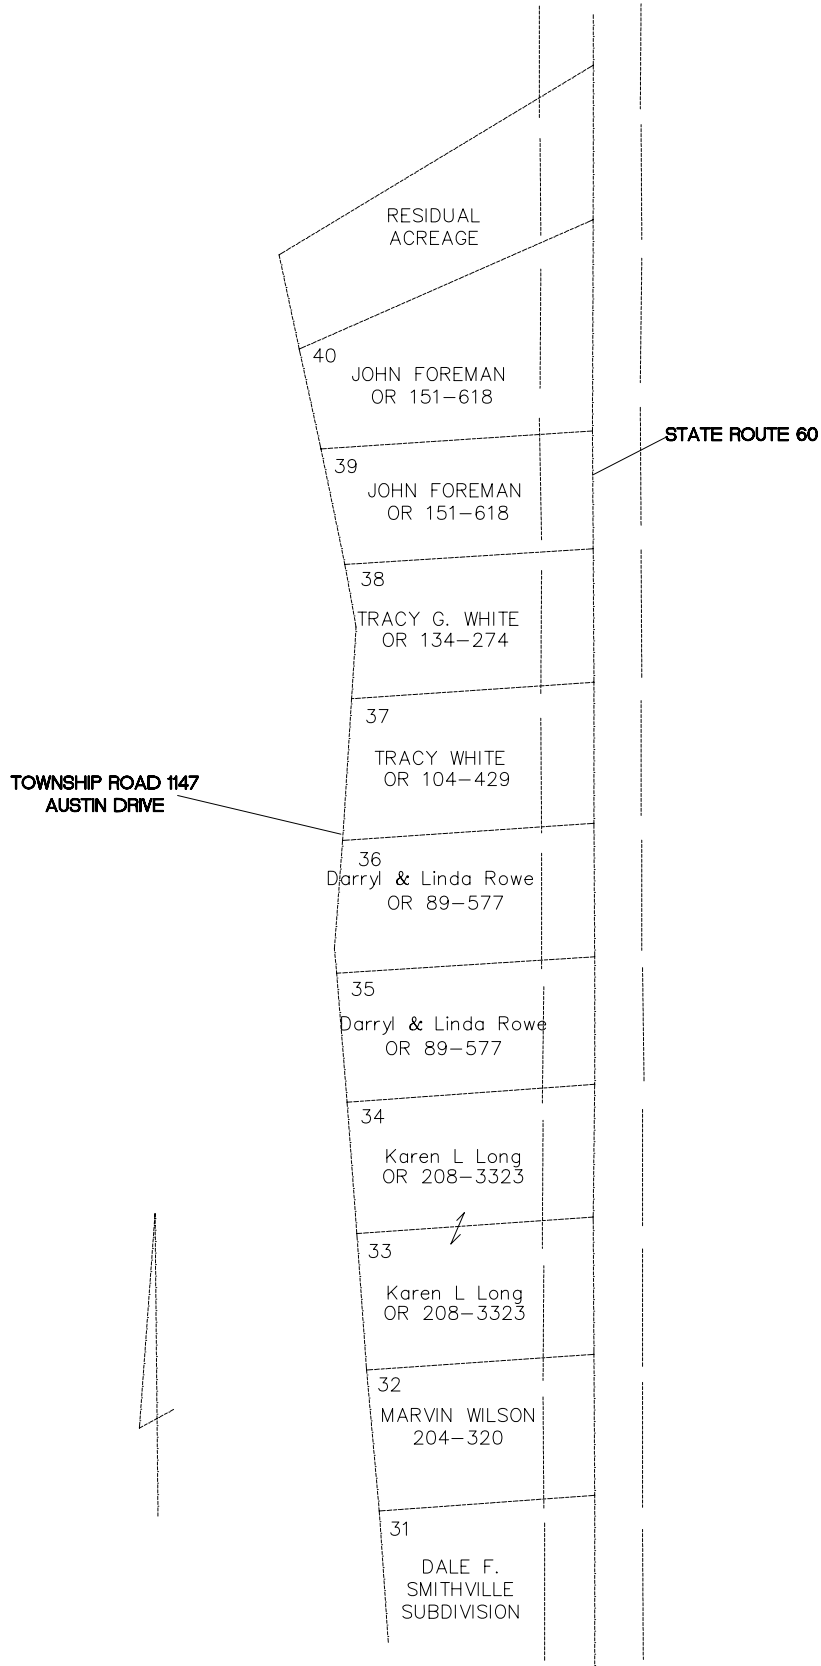 RESIDUAL
ACREAGE
40
JOHN FOREMAN
OR 151-618
STATE ROUTE 60
39
JOHN FOREMAN
OR 151-618
38
TRACY G. WHITE
OR 134-274
37
TRACY WHITE
OR 104-429
TOWNSHIP ROAD 1147
AUSTIN DRIVE
36
Darryl & Linda Rowe
OR 89-577
35
Darryl & Linda Rowe
OR 89-577
34
Karen L Long
OR 208-3323
33
Karen L Long
OR 208-3323
32
MARVIN WILSON
204-320
31
DALE F.
SMITHVILLE
SUBDIVISION